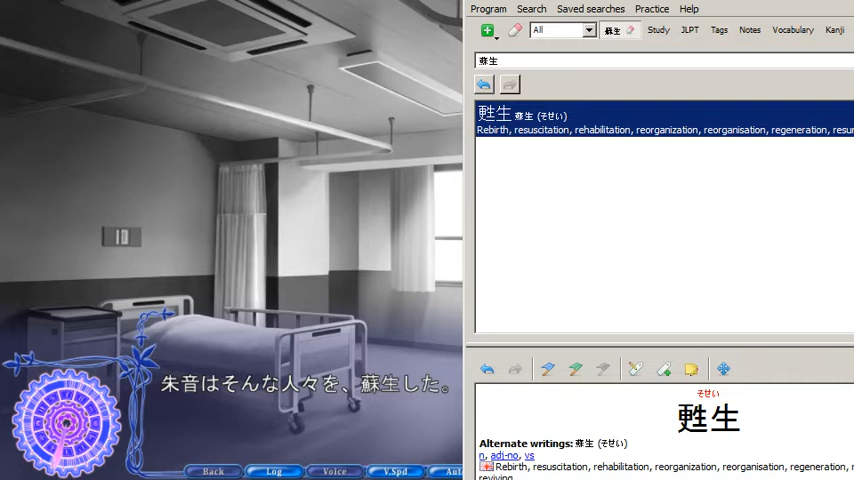 Program Search Saved searches Practice Help
All 蘇生 Study JLPT Tags Notes Vocabulary Kanji
蘇生
甦生 蘇生 (そせい)
Rebirth, resuscitation, rehabilitation, reorganization, reorganisation, regeneration, resur
朱音はそんな人々を、蘇生した。
Back Log Voice V.Spd Aut
そせい
甦生
Alternate writings: 蘇生 (そせい)
n, adj-no, vs
Rebirth, resuscitation, rehabilitation, reorganization, reorganisation, regeneration, r
reviving